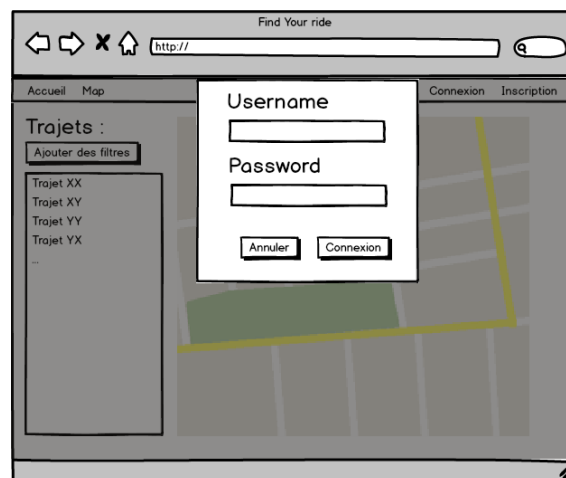 Find Your ride
http://
Accueil Map Connexion Inscription
Trajets :
Ajouter des filtres
Trajet XX
Trajet XY
Trajet YY
Trajet YX
...
Username
Password
Annuler Connexion